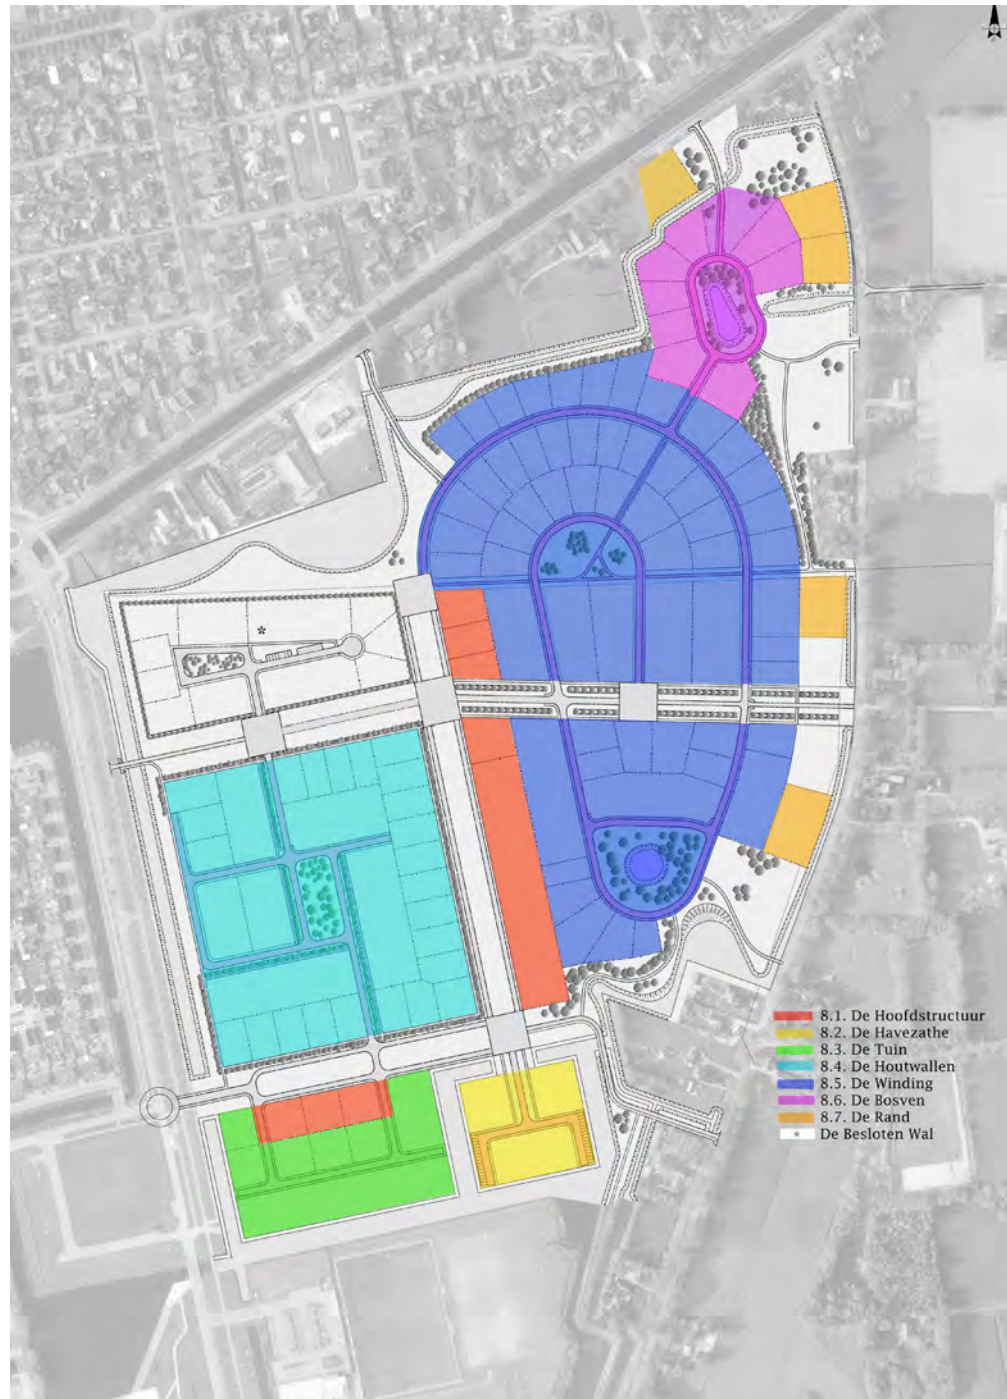 *
8.1. De Hoofdstructuur
8.2. De Havezathe
8.3. De Tuin
8.4. De Houtwallen
8.5. De Winding
8.6. De Bosven
8.7. De Rand
* De Besloten Wal